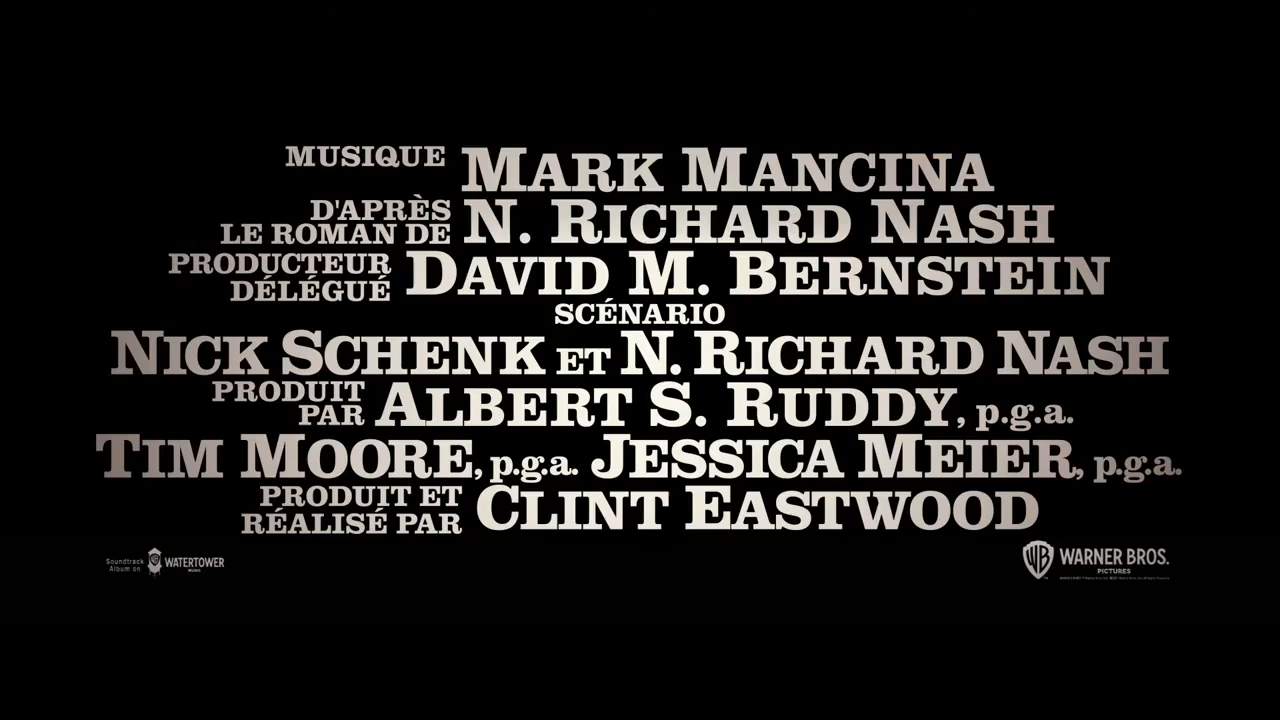 MUSIQUE MARK MANCINA
D'APRÈS
LE ROMAN DE N. RICHARD NASH
PRODUCTEUR
DÉLÉGUÉ DAVID M. BERNSTEIN
SCÉNARIO
NICK SCHENK ET N. RICHARD NASH
PRODUIT
PAR ALBERT S. RUDDY, p.g.a.
TIM MOORE, p.g.a. JESSICA MEIER, p.g.a.
PRODUIT ET
RÉALISÉ PAR CLINT EASTWOOD
Soundtrack
Album on WATERTOWER
MUSIC
WB WARNER BROS.
PICTURES